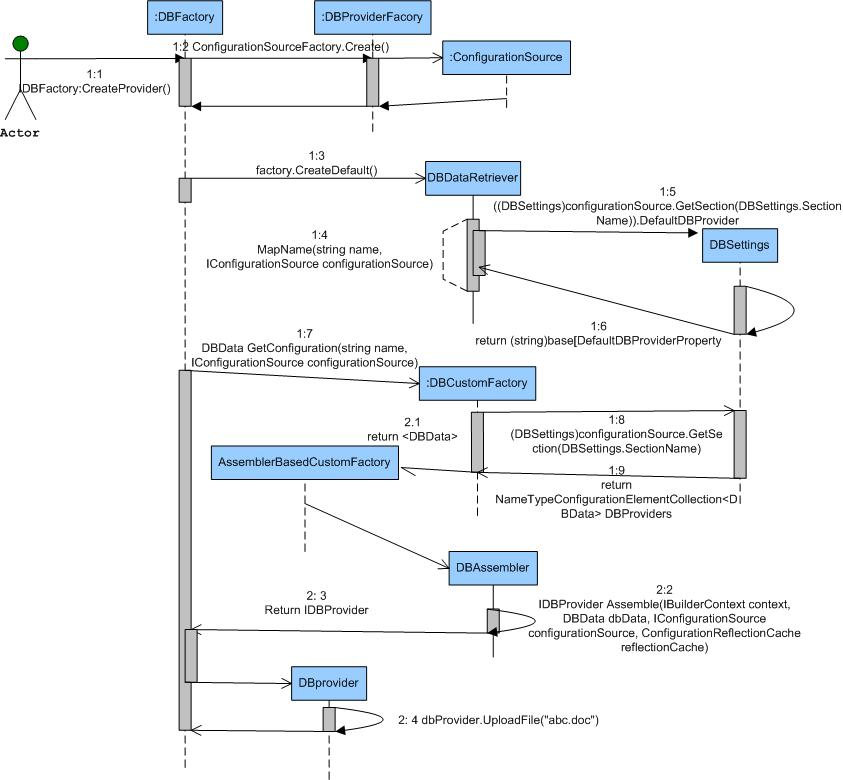 :DBFactory
:DBProviderFacory
1:2 ConfigurationSourceFactory.Create()
:ConfigurationSource
1:1
DBFactory:CreateProvider()
Actor
1:3
factory.CreateDefault()
DBDataRetriever
1:5
((DBSettings)configurationSource.GetSection(DBSettings.Section
Name)).DefaultDBProvider
1:4
MapName(string name,
IConfigurationSource configurationSource)
DBSettings
1:6
return (string)base[DefaultDBProviderProperty
1:7
DBData GetConfiguration(string name,
IConfigurationSource configurationSource)
:DBCustomFactory
2.1
return <DBData>
1:8
(DBSettings)configurationSource.GetSe
ction(DBSettings.SectionName)
AssemblerBasedCustomFactory
1:9
return
NameTypeConfigurationElementCollection<D
BData> DBProviders
DBAssembler
2: 3
Return IDBProvider
2:2
IDBProvider Assemble(IBuilderContext context,
DBData dbData, IConfigurationSource
configurationSource, ConfigurationReflectionCache
reflectionCache)
DBprovider
2: 4 dbProvider.UploadFile("abc.doc")